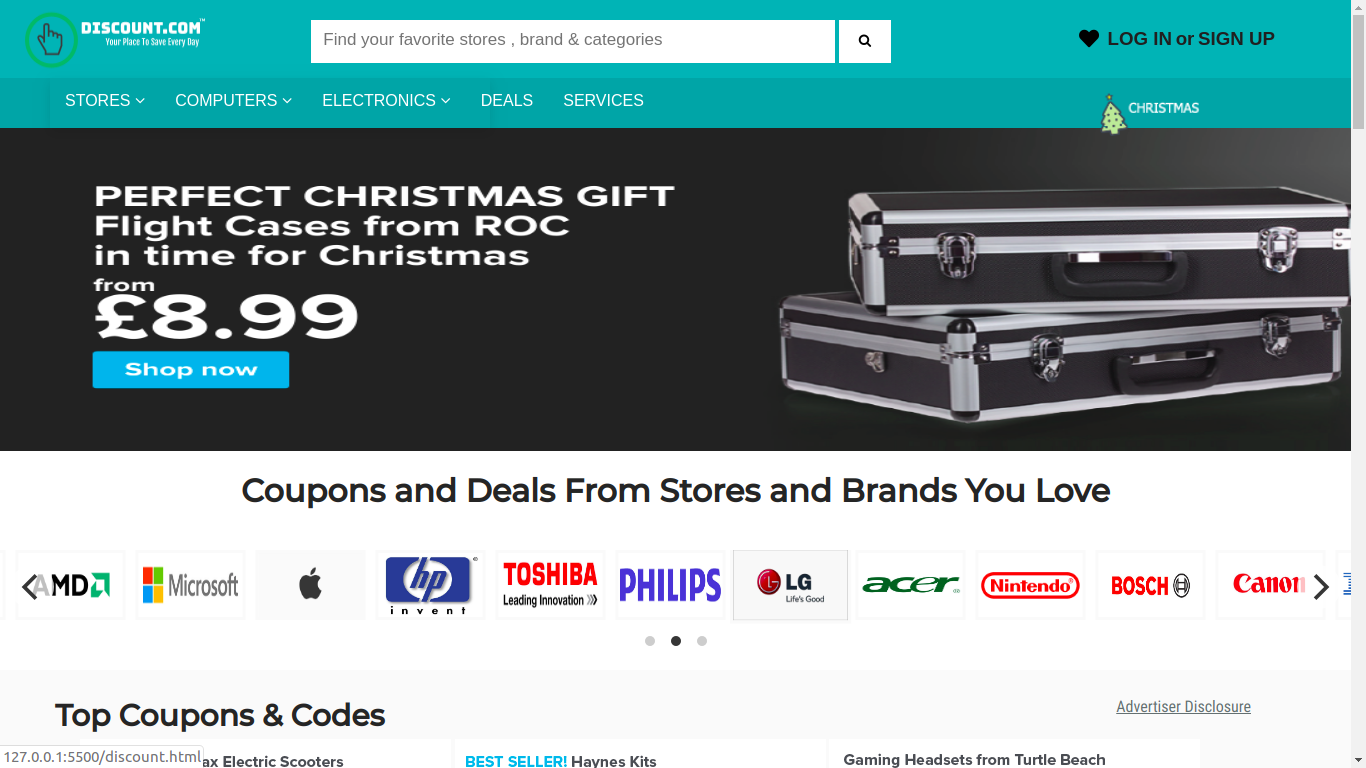 DISCOUNT.COM™
Your Place To Save Every Day
Find your favorite stores , brand & categories
LOG IN or SIGN UP
STORES COMPUTERS ELECTRONICS DEALS SERVICES
CHRISTMAS
PERFECT CHRISTMAS GIFT
Flight Cases from ROC
in time for Christmas
from
£8.99
Shop now
Coupons and Deals From Stores and Brands You Love
AMD
Microsoft
hp
invent
TOSHIBA
Leading Innovation
PHILIPS
LG
Life's Good
acer
Nintendo
BOSCH
Canon
Top Coupons & Codes
Advertiser Disclosure
Electric Scooters
BEST SELLER! Haynes Kits
Gaming Headsets from Turtle Beach
127.0.0.1:5500/discount.html